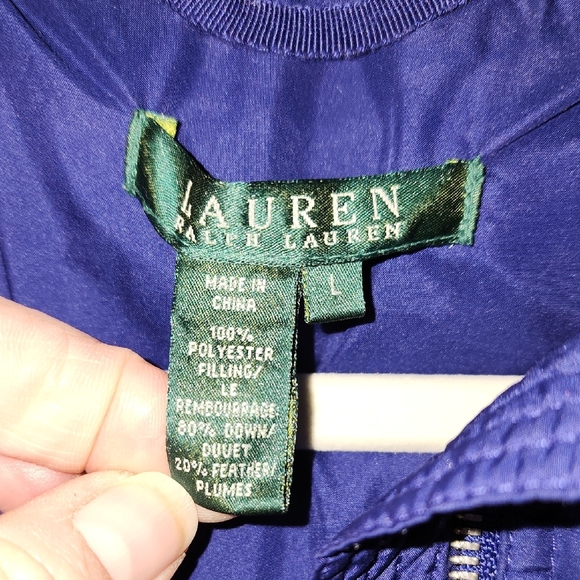 LAUREN
RALPH LAUREN
L
MADE IN
CHINA
100%
POLYESTER
FILLING/
LE
REMBOURRAGE:
80% DOWN/
DUVET
20% FEATHER/
PLUMES